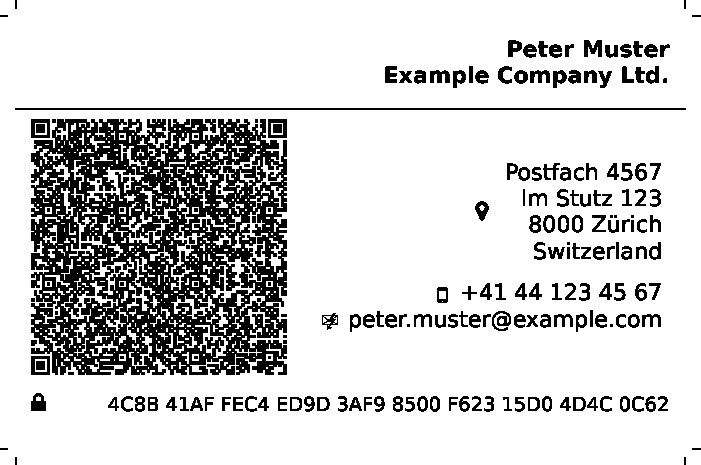 Peter Muster
Example Company Ltd.
Postfach 4567
Im Stutz 123
8000 Zürich
Switzerland
+41 44 123 45 67
peter.muster@example.com
4C8B 41AF FEC4 ED9D 3AF9 8500 F623 15D0 4D4C 0C62